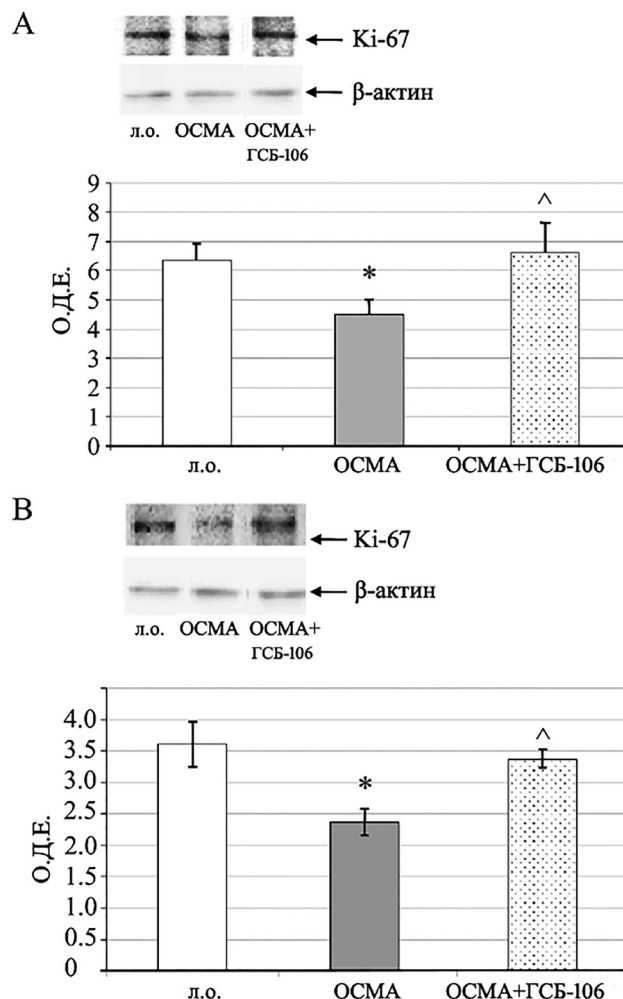 A
Ki-67
β-актин
л.о. ОСМА ОСМА+
ГСБ-106
О.Д.Е.
9
8
7
6
5
4
3
2
1
0
*
^
л.о. ОСМА ОСМА+ГСБ-106
B
Ki-67
β-актин
л.о. ОСМА ОСМА+
ГСБ-106
О.Д.Е.
4.0
3.5
3.0
2.5
2.0
1.5
1.0
0.5
0
*
^
л.о. ОСМА ОСМА+ГСБ-106